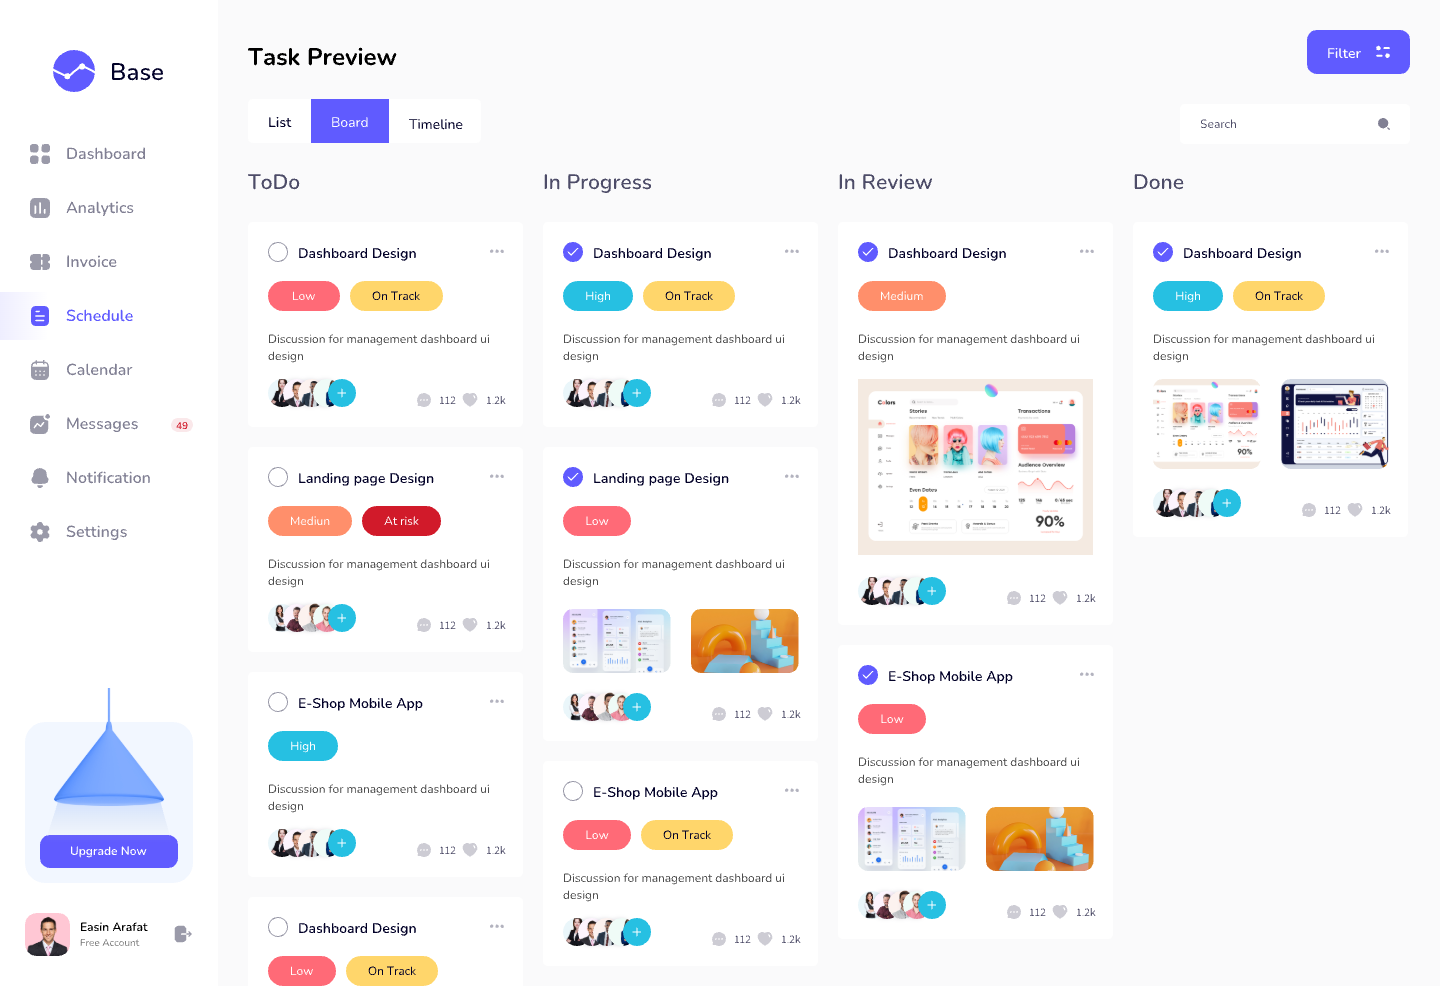 Base
Dashboard
Analytics
Invoice
Schedule
Calendar
Messages
49
Notification
Settings
Upgrade Now
Easin Arafat
Free Account
Task Preview
Filter
List
Board
Timeline
Search
ToDo
Dashboard Design
Low
On Track
Discussion for management dashboard ui
design
112
1.2k
Landing page Design
Mediun
At risk
Discussion for management dashboard ui
design
112
1.2k
E-Shop Mobile App
High
Discussion for management dashboard ui
design
112
1.2k
Dashboard Design
Low
On Track
In Progress
Dashboard Design
High
On Track
Discussion for management dashboard ui
design
112
1.2k
Landing page Design
Low
Discussion for management dashboard ui
design
112
1.2k
E-Shop Mobile App
Low
On Track
Discussion for management dashboard ui
design
112
1.2k
In Review
Dashboard Design
Medium
Discussion for management dashboard ui
design
Colors
Stories
Transactions
Audience Overview
Even Dates
90%
112
1.2k
E-Shop Mobile App
Low
Discussion for management dashboard ui
design
112
1.2k
Done
Dashboard Design
High
On Track
Discussion for management dashboard ui
design
90%
112
1.2k